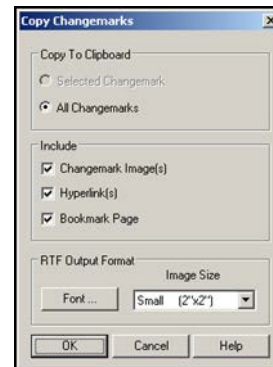 Copy Changemarks
Copy To Clipboard
Selected Changemark
All Changemarks
Include
Changemark Image(s)
Hyperlink(s)
Bookmark Page
RTF Output Format
Image Size
Font ... Small (2"x2")
OK Cancel Help